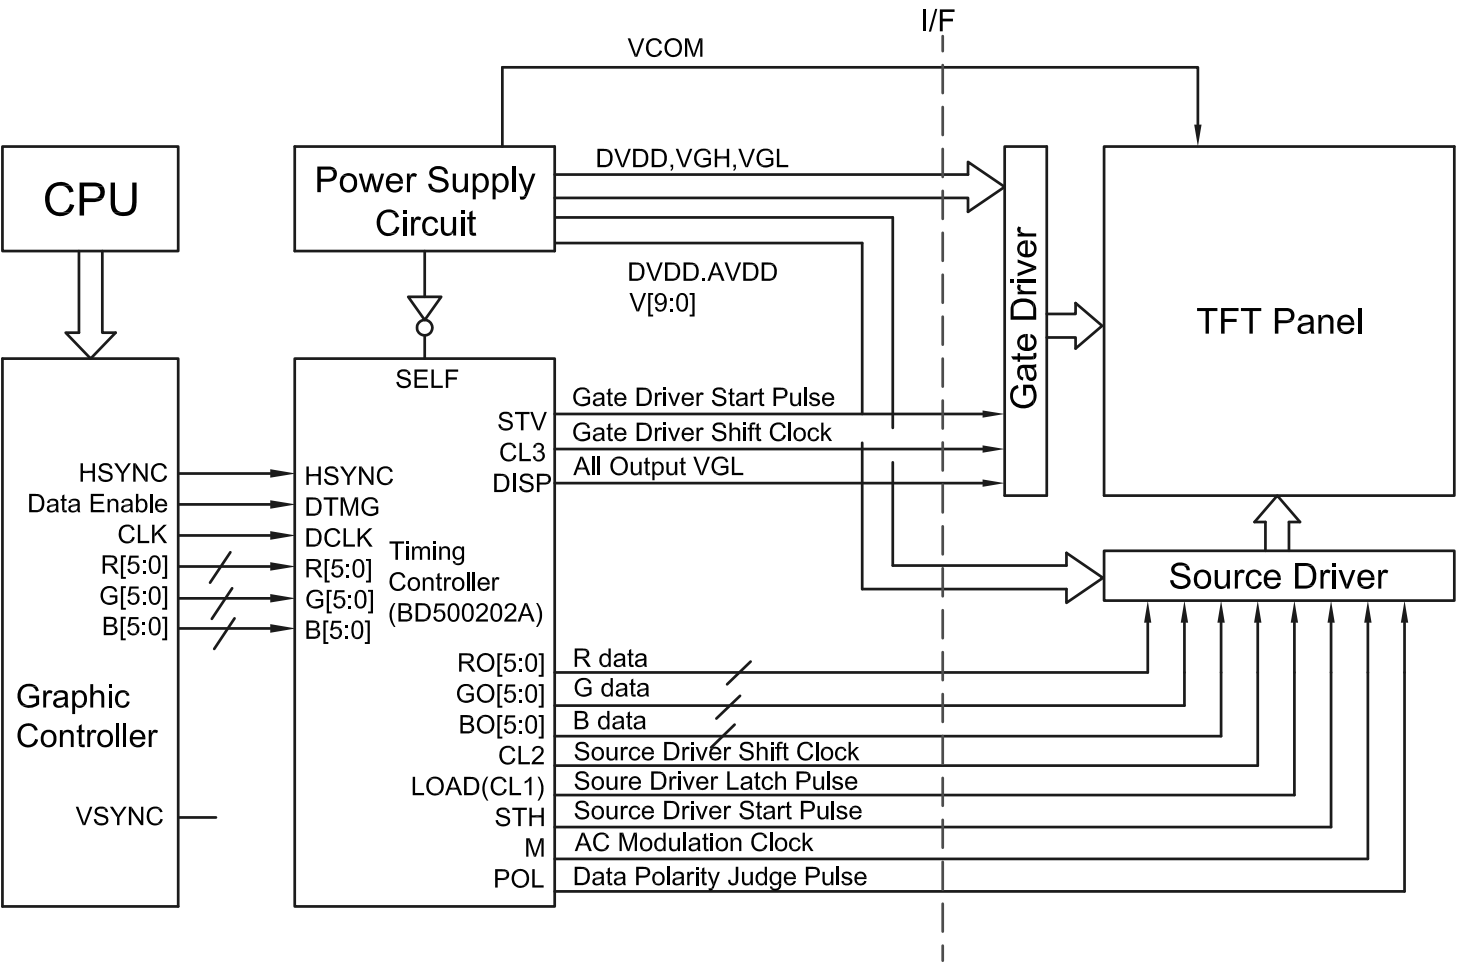 I/F
VCOM
CPU
Power Supply
Circuit
DVDD,VGH,VGL
DVDD.AVDD
V[9:0]
Gate Driver
TFT Panel
SELF
STV
Gate Driver Start Pulse
CL3
Gate Driver Shift Clock
DISP
All Output VGL
HSYNC
Data Enable
CLK
R[5:0]
G[5:0]
B[5:0]
HSYNC
DTMG
DCLK
R[5:0]
G[5:0]
B[5:0]
Timing
Controller
(BD500202A)
Source Driver
Graphic
Controller
VSYNC
RO[5:0]
R data
GO[5:0]
G data
BO[5:0]
B data
CL2
Source Driver Shift Clock
LOAD(CL1)
Soure Driver Latch Pulse
STH
Source Driver Start Pulse
M
AC Modulation Clock
POL
Data Polarity Judge Pulse